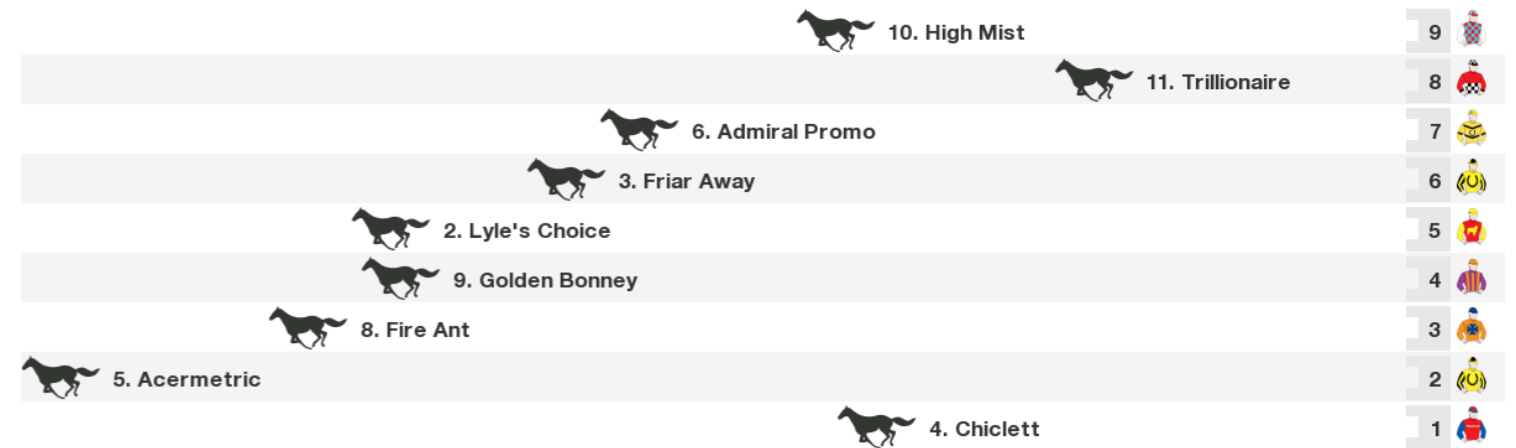 10. High Mist 9
11. Trillionaire 8
6. Admiral Promo 7
3. Friar Away 6
2. Lyle's Choice 5
9. Golden Bonney 4
8. Fire Ant 3
5. Acermetric 2
4. Chiclett 1